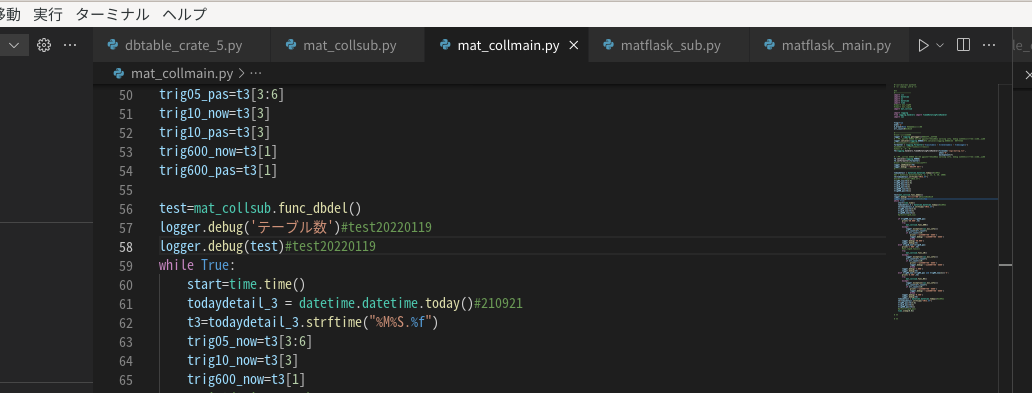 移動 実行 ターミナル ヘルプ
dbtable_crate_5.py mat_collsub.py mat_collmain.py matflask_sub.py matflask_main.py
mat_collmain.py > ...
50 trig05_pas=t3[3:6]
51 trig10_now=t3[3]
52 trig10_pas=t3[3]
53 trig600_now=t3[1]
54 trig600_pas=t3[1]
55
56 test=mat_collsub.func_dbdel()
57 logger.debug('テーブル数')#test20220119
58 logger.debug(test)#test20220119
59 while True:
60 start=time.time()
61 todaydetail_3 = datetime.datetime.today()#210921
62 t3=todaydetail_3.strftime("%M%S.%f")
63 trig05_now=t3[3:6]
64 trig10_now=t3[3]
65 trig600_now=t3[1]